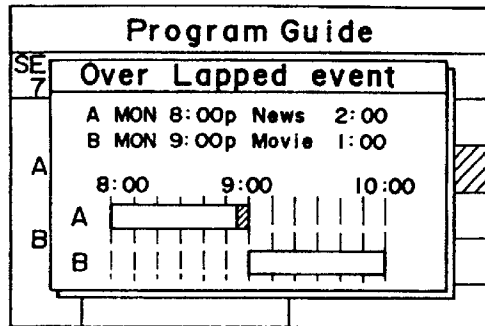 Program Guide
SE
7
Over Lapped event
A MON 8:00p News 2:00
B MON 9:00p Movie 1:00
8:00 9:00 10:00
A
A
B
B